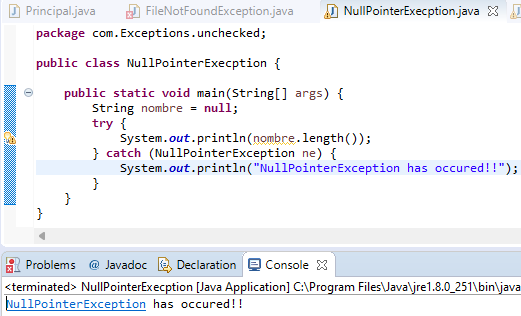 Principal.java FileNotFoundException.java NullPointerExecption.java
package com.Exceptions.unchecked;
public class NullPointerExecption {
public static void main(String[] args) {
String nombre = null;
try {
System.out.println(nombre.length());
} catch (NullPointerException ne) {
System.out.println("NullPointerException has occured!!");
}
}
}
Problems @ Javadoc Declaration Console
<terminated> NullPointerExecption [Java Application] C:\Program Files\Java\jre1.8.0_251\bin\java
NullPointerException has occured!!